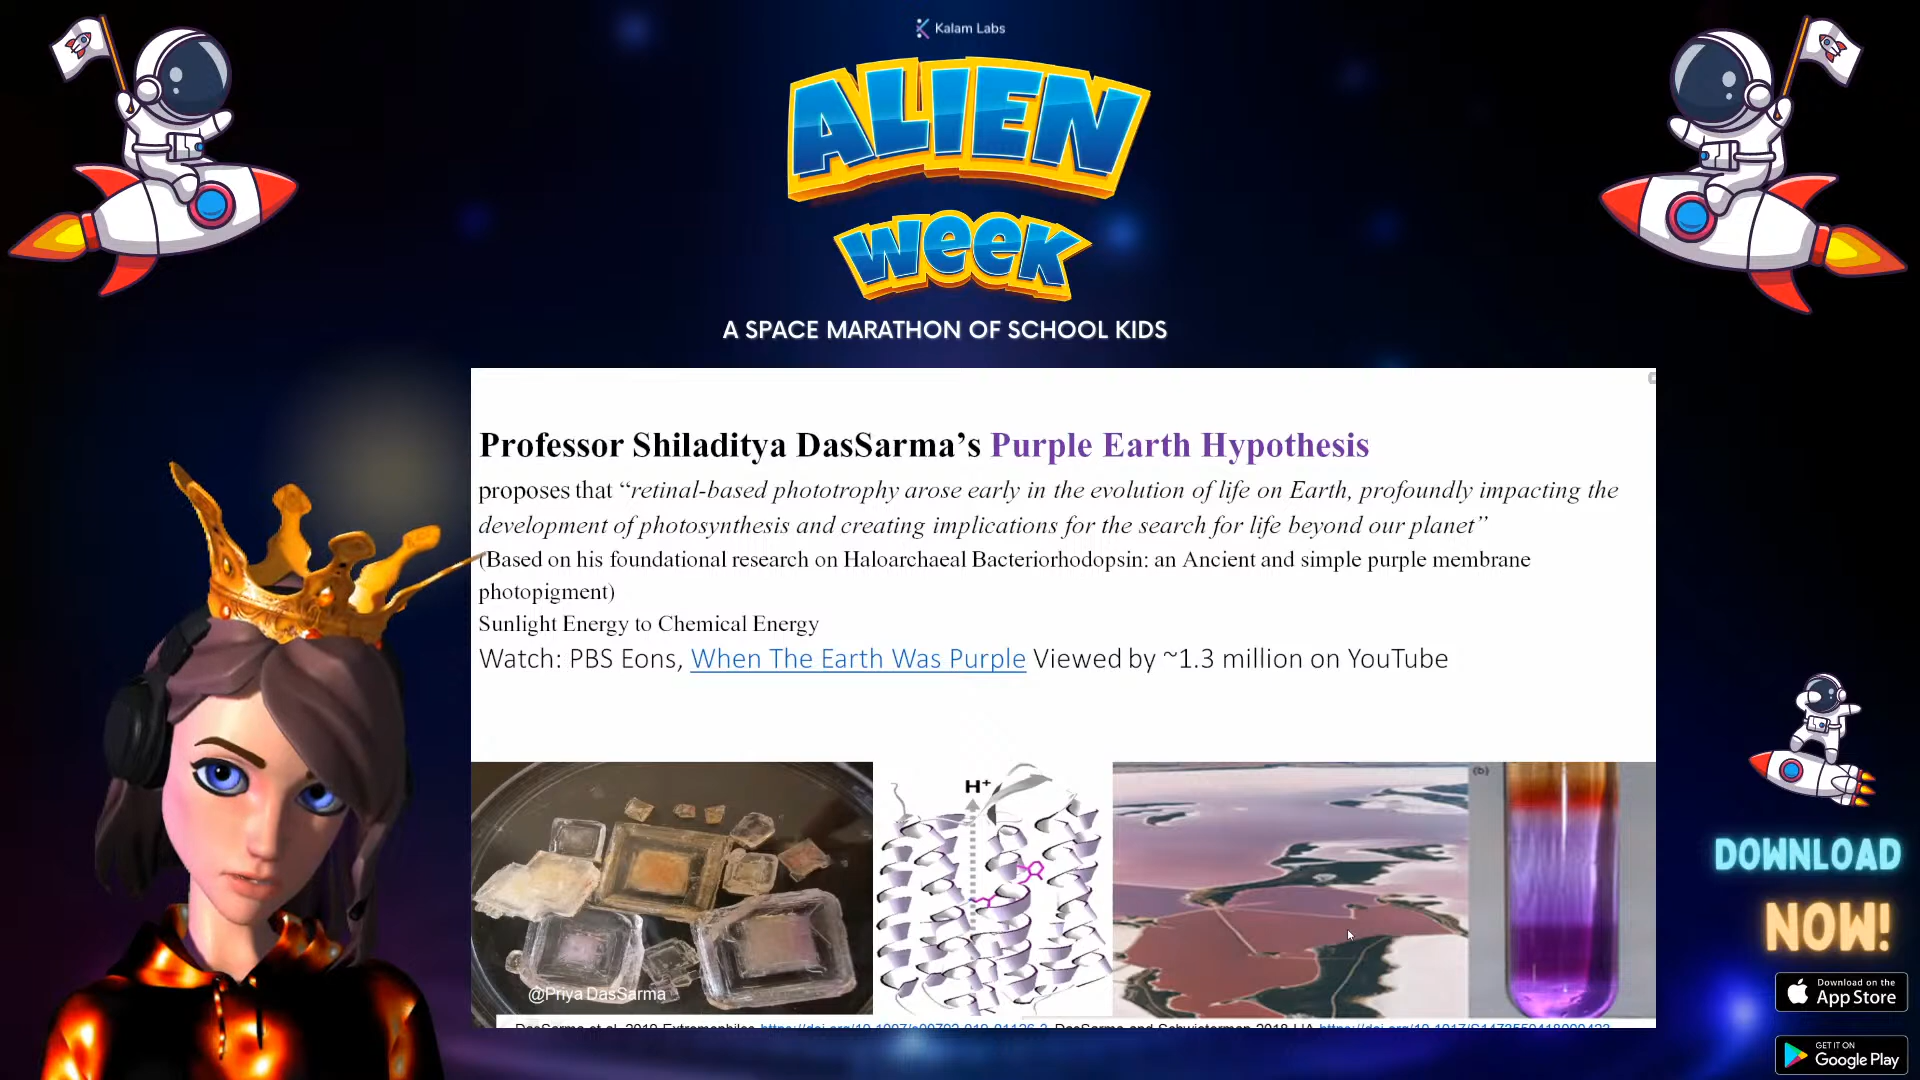 Kalam Labs
ALIEN
week
A SPACE MARATHON OF SCHOOL KIDS
Professor Shiladitya DasSarma's Purple Earth Hypothesis
proposes that “retinal-based phototrophy arose early in the evolution of life on Earth, profoundly impacting the
development of photosynthesis and creating implications for the search for life beyond our planet”
(Based on his foundational research on Haloarchaeal Bacteriorhodopsin: an Ancient and simple purple membrane
photopigment)
Sunlight Energy to Chemical Energy
Watch: PBS Eons, When The Earth Was Purple Viewed by ~1.3 million on YouTube
H+
(b)
@Priya DasSarma
DOWNLOAD
NOW!
Download on the
App Store
GET IT ON
Google Play